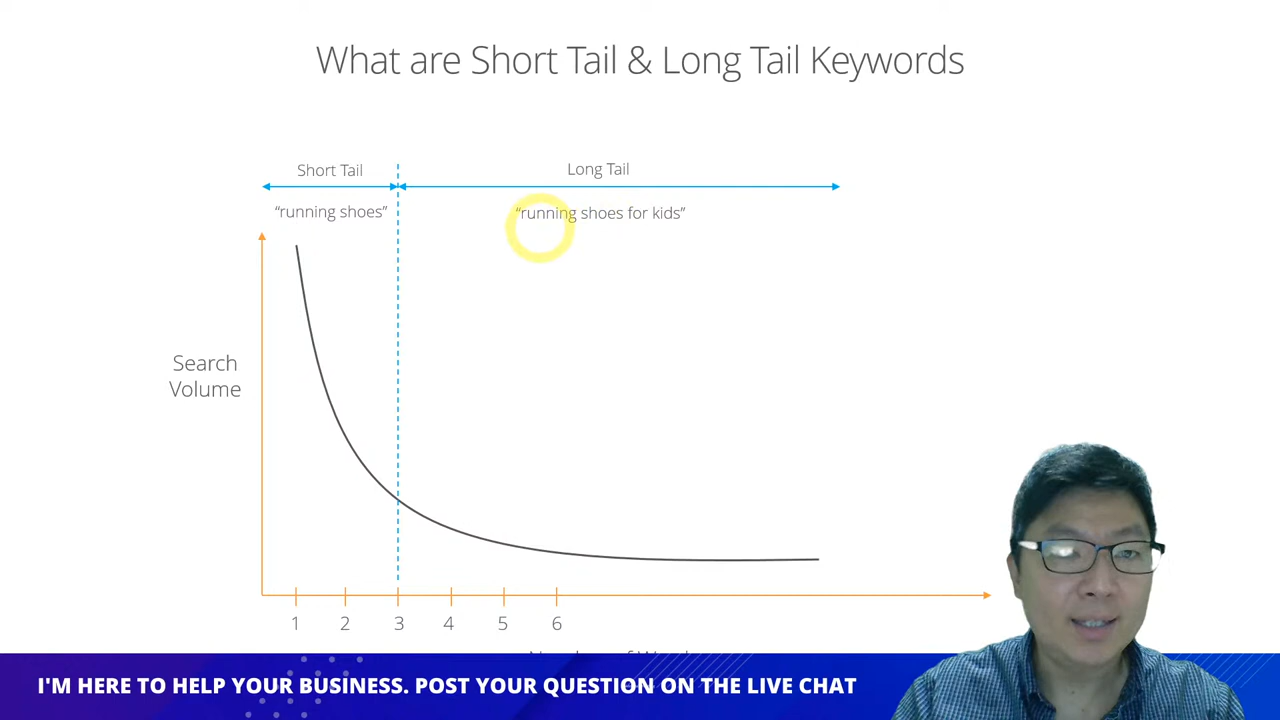 What are Short Tail & Long Tail Keywords
Short Tail
Long Tail
“running shoes”
“running shoes for kids”
Search
Volume
1 2 3 4 5 6
I'M HERE TO HELP YOUR BUSINESS. POST YOUR QUESTION ON THE LIVE CHAT